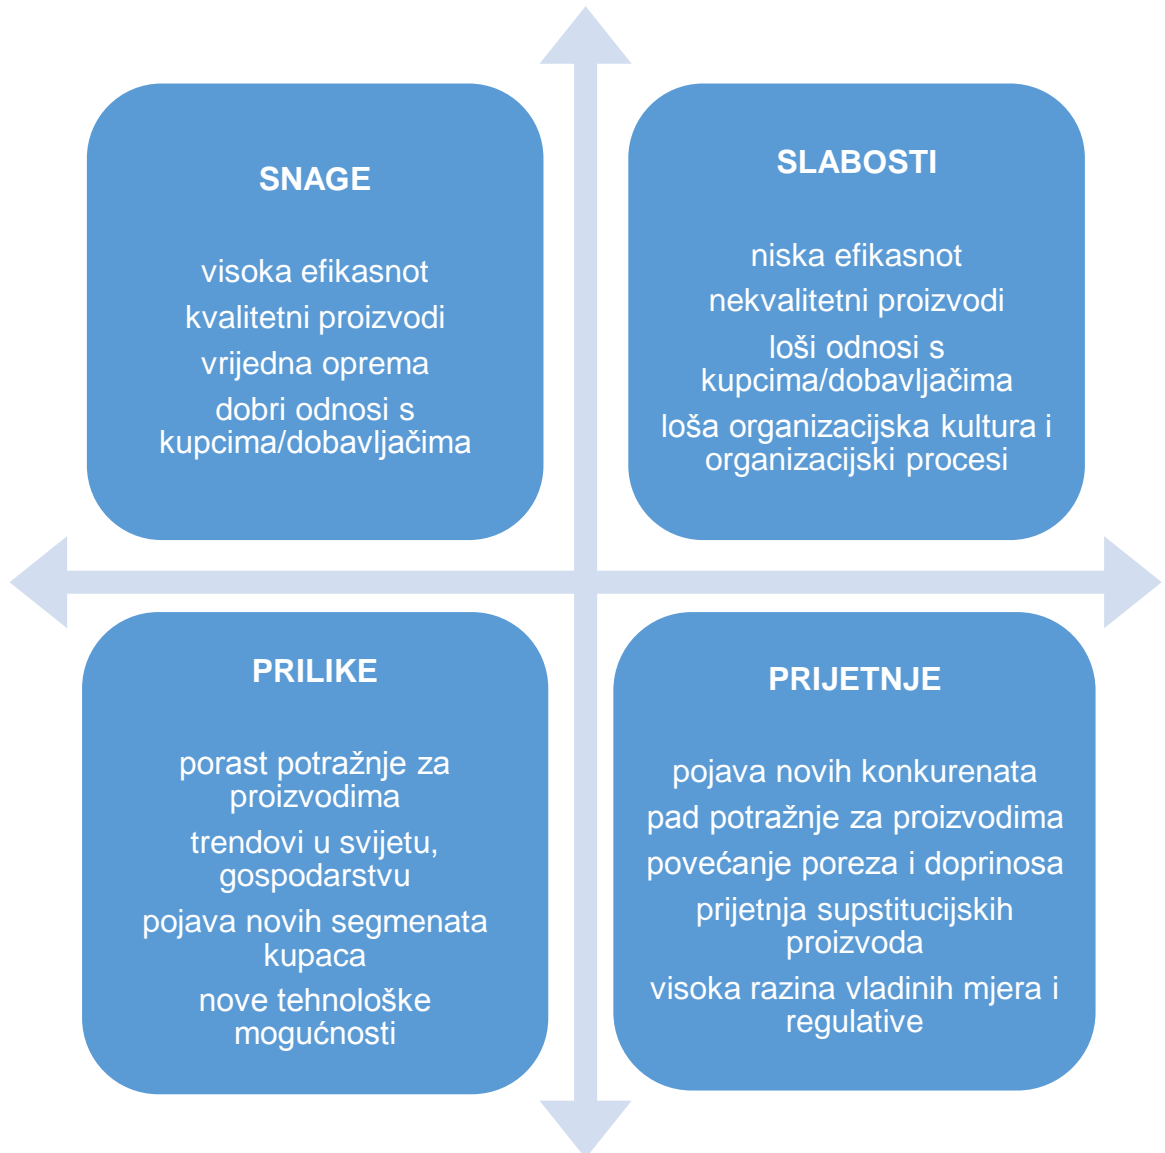 SNAGE
visoka efikasnot
kvalitetni proizvodi
vrijedna oprema
dobri odnosi s
kupcima/dobavljačima
SLABOSTI
niska efikasnot
nekvalitetni proizvodi
loši odnosi s
kupcima/dobavljačima
loša organizacijska kultura i
organizacijski procesi
PRILIKE
porast potražnje za
proizvodima
trendovi u svijetu,
gospodarstvu
pojava novih segmenata
kupaca
nove tehnološke
mogućnosti
PRIJETNJE
pojava novih konkurenata
pad potražnje za proizvodima
povećanje poreza i doprinosa
prijetnja supstitucijskih
proizvoda
visoka razina vladinih mjera i
regulative